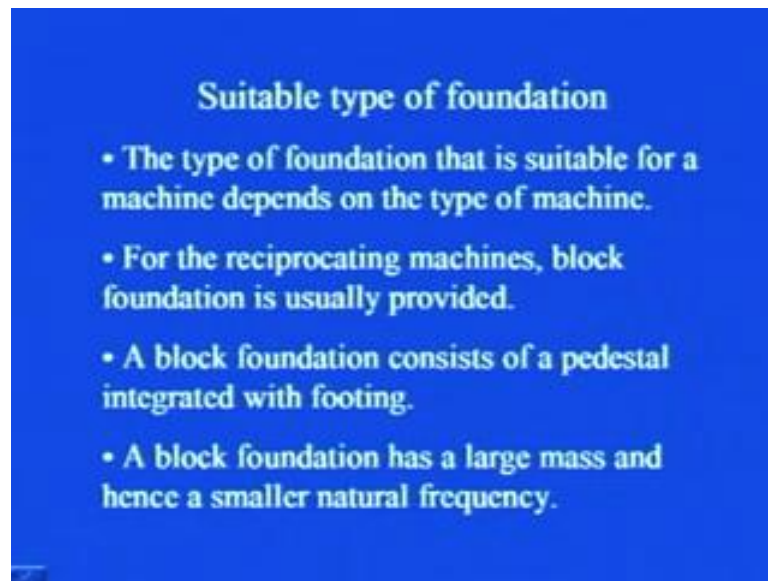 Suitable type of foundation
• The type of foundation that is suitable for a
machine depends on the type of machine.
• For the reciprocating machines, block
foundation is usually provided.
• A block foundation consists of a pedestal
integrated with footing.
• A block foundation has a large mass and
hence a smaller natural frequency.